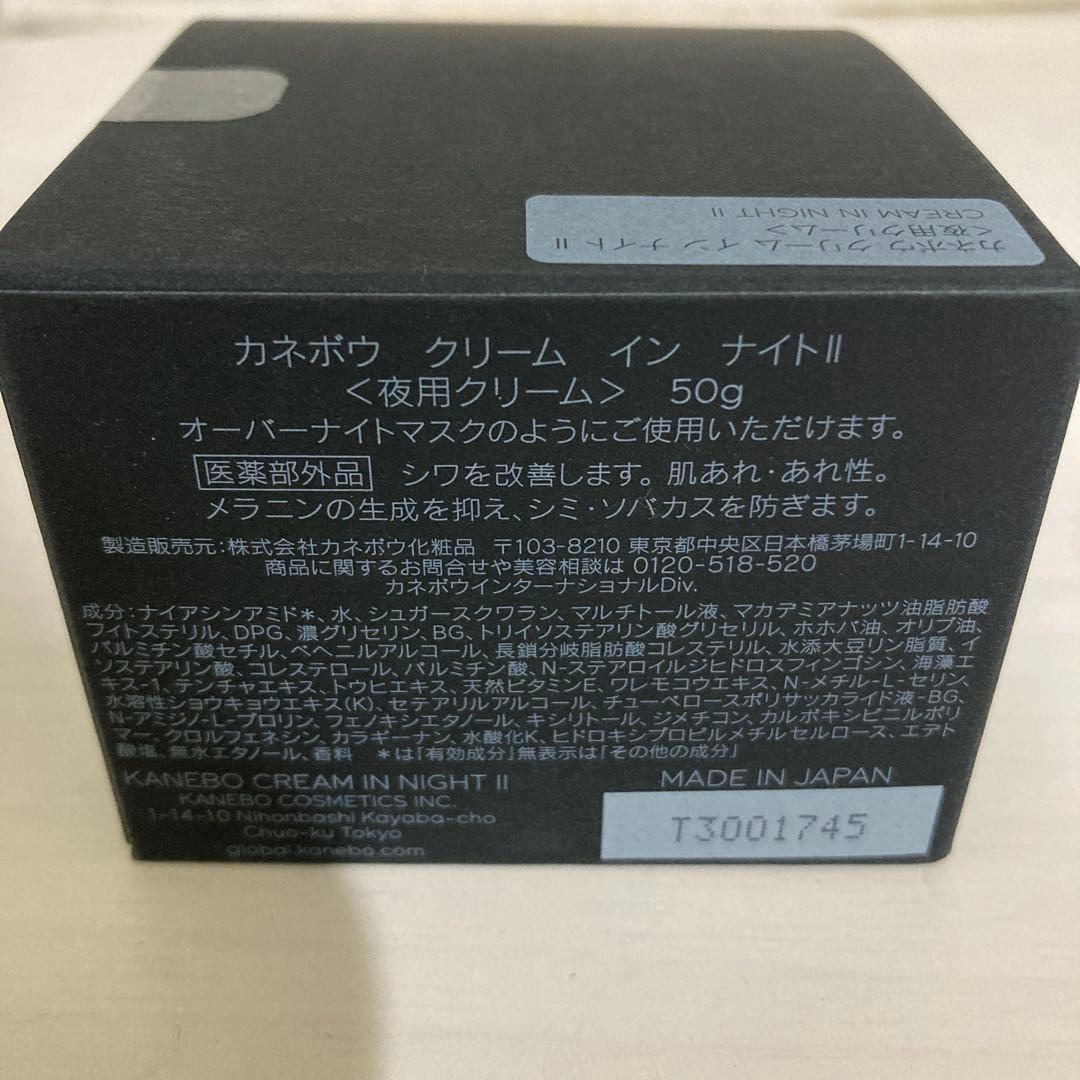 カネボウ クリーム イン ナイト II
<夜用クリーム>
CREAM IN NIGHT II
カネボウ クリーム イン ナイトII
<夜用クリーム> 50g
オーバーナイトマスクのようにご使用いただけます。
医薬部外品 シワを改善します。肌あれ・あれ性。
メラニンの生成を抑え、シミ・ソバカスを防ぎます。
製造販売元:株式会社カネボウ化粧品 〒103-8210 東京都中央区日本橋茅場町1-14-10
商品に関するお問合せや美容相談は 0120-518-520
カネボウインターナショナルDiv.
成分:ナイアシンアミド*、水、シュガースクワラン、マルチトール液、マカデミアナッツ油脂肪酸
フイトステリル、DPG、濃グリセリン、BG、トリイソステアリン酸グリセリル、ホホバ油、オリブ油、
パルミチン酸セチル、ベヘニルアルコール、長鎖分岐脂肪酸コレステリル、水添大豆リン脂質、イ
ソステアリン酸、コレステロール、パルミチン酸、N-ステアロイルジヒドロスフィンゴシン、海藻エ
キス-1、テンチャエキス、トウヒエキス、天然ビタミンE、ワレモコウエキス、N-メチル-L-セリン、
水溶性ショウキョウエキス(K)、セテアリルアルコール、チューベロースポリサッカライド液-BG、
N-アミジノ-L-プロリン、フェノキシエタノール、キシリトール、ジメチコン、カルボキシビニルポリ
マー、クロルフェネシン、カラギーナン、水酸化K、ヒドロキシプロピルメチルセルロース、エデト
酸塩、無水エタノール、香料 *は「有効成分」無表示は「その他の成分」
KANEBO CREAM IN NIGHT II
KANEBO COSMETICS INC.
1-14-10 Nihonbashi Kayaba-cho
Chuo-ku Tokyo
global.kanebo.com
MADE IN JAPAN
T3001745